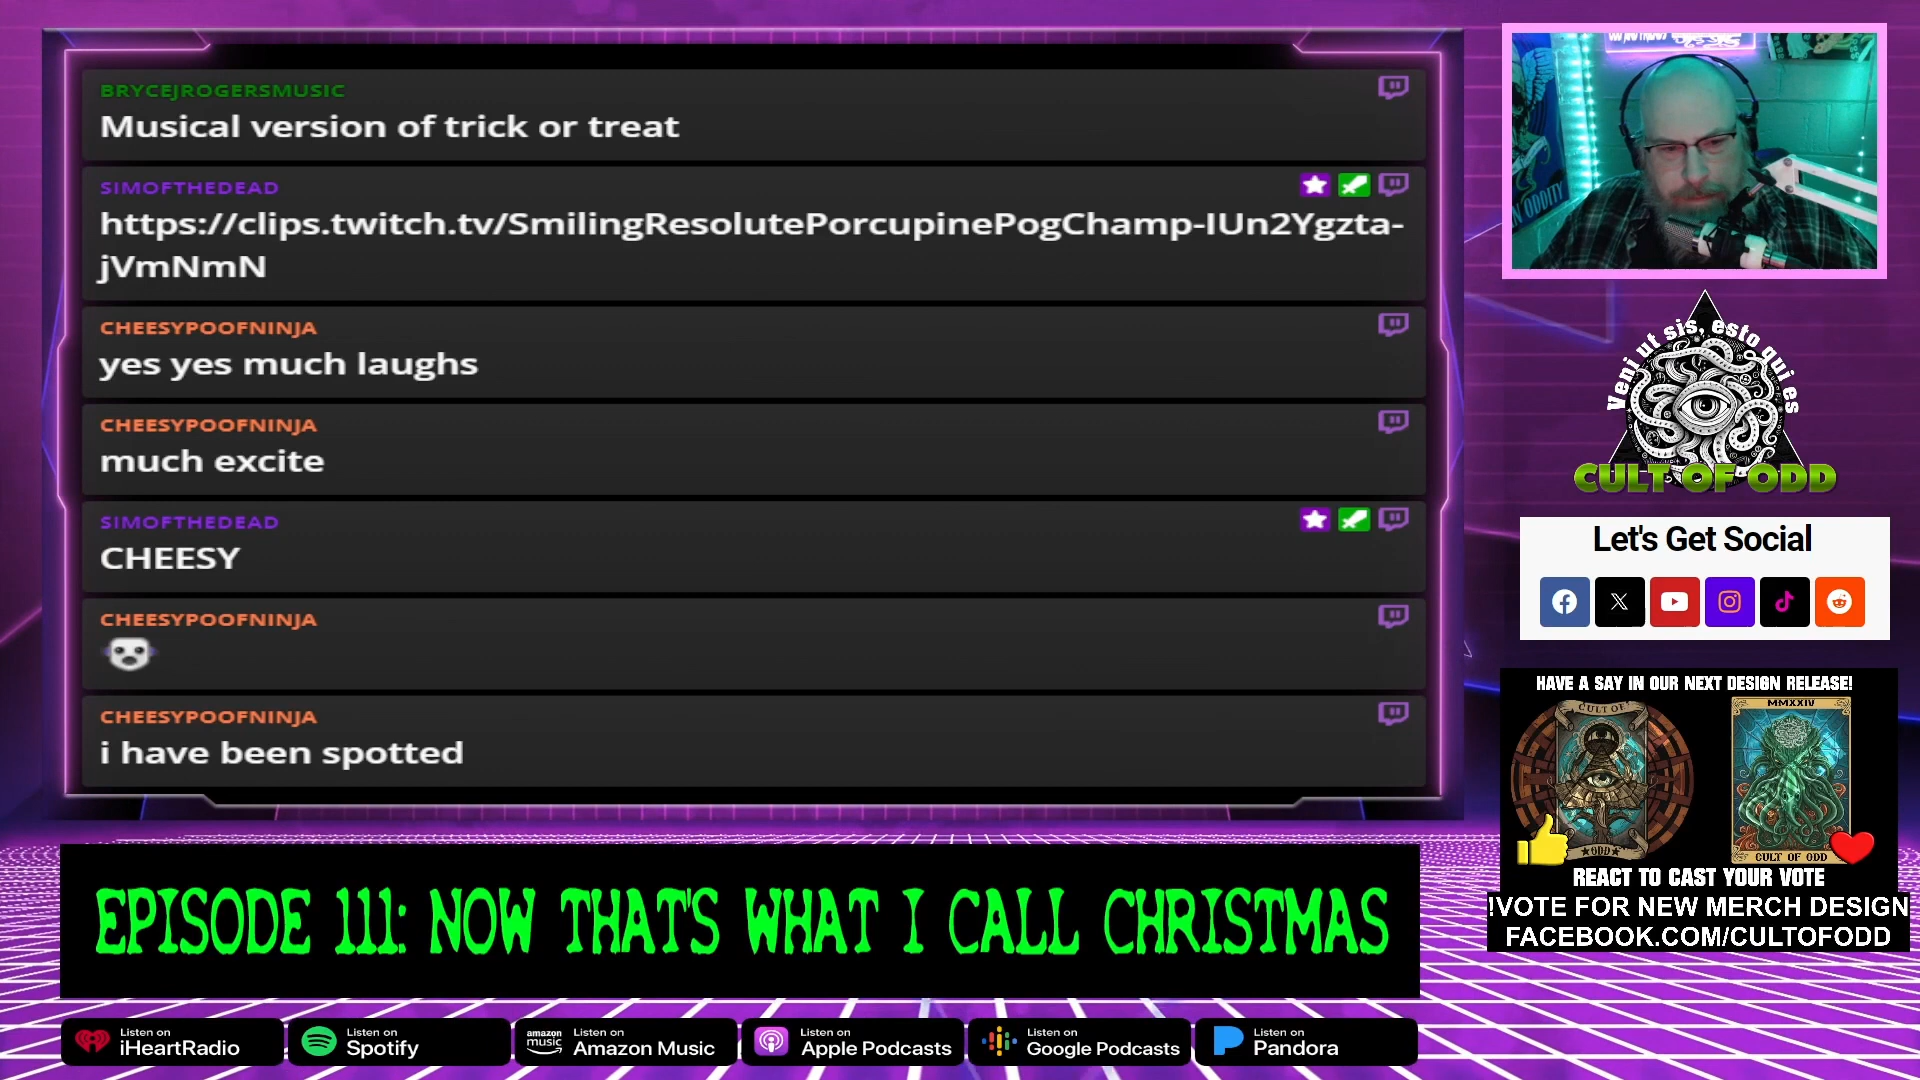 BRYCEJROGERSMUSIC
Musical version of trick or treat
SIMOFTHEDEAD
https://clips.twitch.tv/SmilingResolutePorcupinePogChamp-IUn2Ygzta-
jVmNmN
CHEESYPOOFNINJA
yes yes much laughs
CHEESYPOOFNINJA
much excite
SIMOFTHEDEAD
CHEESY
CHEESYPOOFNINJA
CHEESYPOOFNINJA
i have been spotted
EPISODE 111: NOW THAT'S WHAT I CALL CHRISTMAS
Listen on
iHeartRadio
Listen on
Spotify
amazon
music
Listen on
Amazon Music
Listen on
Apple Podcasts
Listen on
Google Podcasts
Listen on
Pandora
ODDITY
Veni ut sis, esto qui es
CULT OF ODD
Let's Get Social
HAVE A SAY IN OUR NEXT DESIGN RELEASE!
CULT OF
★ODD★
MMXXIV
CULT OF ODD
REACT TO CAST YOUR VOTE
!VOTE FOR NEW MERCH DESIGN
FACEBOOK.COM/CULTOFODD